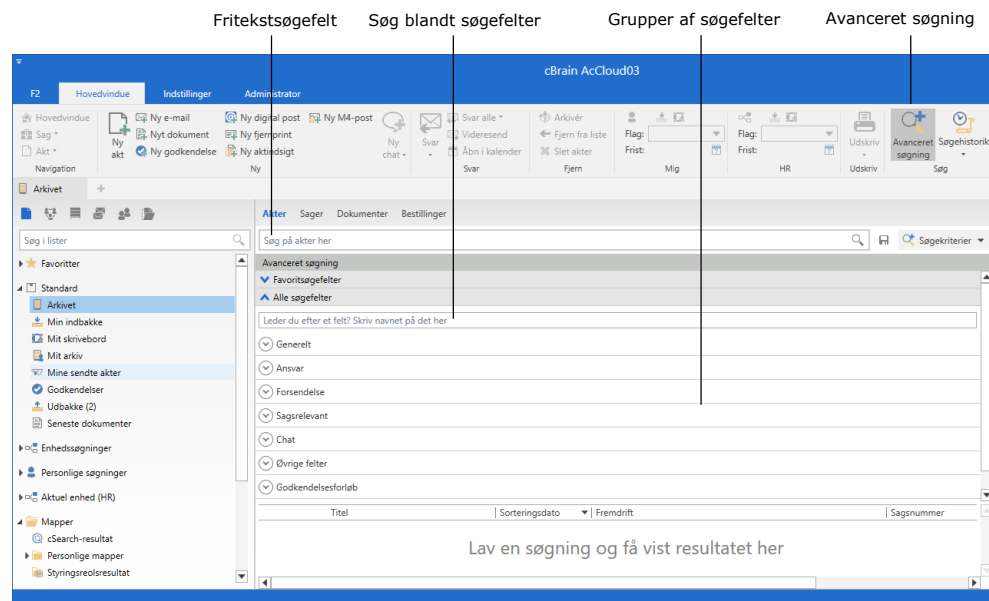 Fritekstsøgefelt Søg blandt søgefelter Grupper af søgefelter Avanceret søgning
cBrain AcCloud03
F2 Hovedvindue Indstillinger Administrator
Hovedvindue
Sag
Akt
Navigation
Ny akt
Ny e-mail
Nyt dokument
Ny godkendelse
Ny digital post
Ny fjernprint
Ny aktindsigt
Ny M4-post
Ny chat
Ny
Svar
Svar alle
Videresend
Åbn i kalender
Svar
Arkivér
Fjern fra liste
Slet akter
Fjern
Flag:
Frist:
Mig
Flag:
Frist:
HR
Udskriv
Udskriv
Avanceret søgning
Søgehistorik
Søg
Arkivet
Akter Sager Dokumenter Bestillinger
Søg i lister
Søg på akter her
Søgekriterier
Favoritter
Standard
Arkivet
Min indbakke
Mit skrivebord
Mit arkiv
Mine sendte akter
Godkendelser
Udbakke (2)
Seneste dokumenter
Enhedssøgninger
Personlige søgninger
Aktuel enhed (HR)
Mapper
cSearch-resultat
Personlige mapper
Styringsreolsresultat
Avanceret søgning
Favoritsøgefelter
Alle søgefelter
Leder du efter et felt? Skriv navnet på det her
Generelt
Ansvar
Forsendelse
Sagsrelevant
Chat
Øvrige felter
Godkendelsesforløb
Titel Sorteringsdato Fremdrift Sagsnummer
Lav en søgning og få vist resultatet her